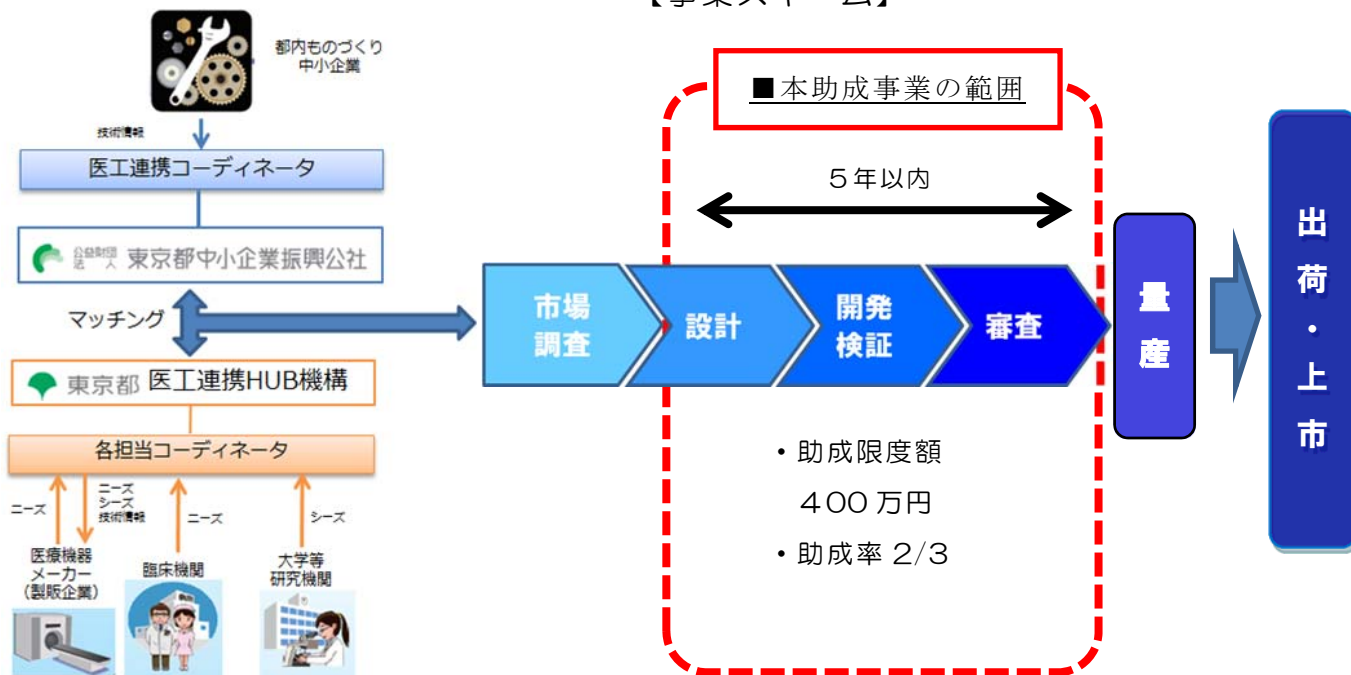 【事業スキーム】
都内ものづくり
中小企業
技術情報
医工連携コーディネータ
公益財団
法 人
東京都中小企業振興公社
マッチング
東京都 医工連携HUB機構
各担当コーディネータ
ニーズ
ニーズ
シーズ
技術情報
ニーズ
シーズ
医療機器
メーカー
(製販企業)
臨床機関
大学等
研究機関
■本助成事業の範囲
5年以内
市場
調査
設計
開発
検証
審査
・助成限度額
400万円
・助成率 2/3
量産
出荷・上市